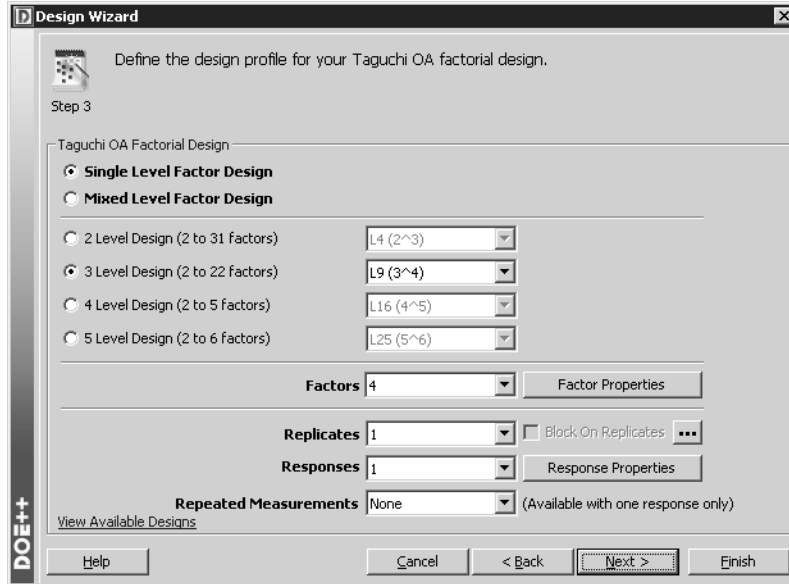 Design Wizard
Define the design profile for your Taguchi OA factorial design.
Step 3
Taguchi OA Factorial Design
Single Level Factor Design
Mixed Level Factor Design
2 Level Design (2 to 31 factors) L4 (2^3)
3 Level Design (2 to 22 factors) L9 (3^4)
4 Level Design (2 to 5 factors) L16 (4^5)
5 Level Design (2 to 6 factors) L25 (5^6)
Factors 4 Factor Properties
Replicates 1 Block On Replicates ...
Responses 1 Response Properties
Repeated Measurements None (Available with one response only)
View Available Designs
DOE++
Help Cancel < Back Next > Finish